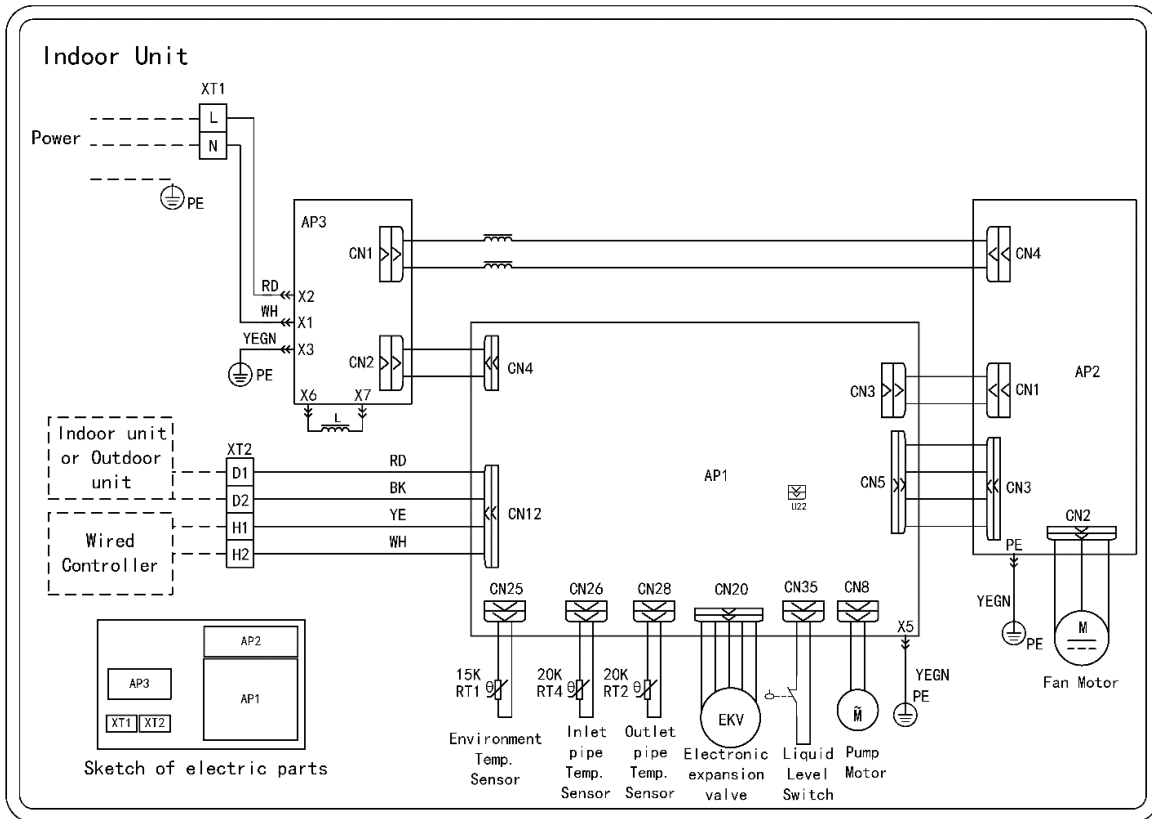 Indoor Unit
XT1
L
Power
N
PE
AP3
CN1
CN4
RD
X2
WH
X1
YEGN
X3
PE
CN2
CN4
X6
X7
L
CN3
CN1
AP2
Indoor unit
or Outdoor
unit
XT2
D1
RD
D2
BK
H1
YE
H2
WH
CN12
Wired
Controller
AP1
U22
CN5
CN3
CN2
PE
YEGN
PE
M
Fan Motor
CN25
CN26
CN28
CN20
CN35
CN8
X5
YEGN
PE
15K
RT1
θ
20K
RT4
θ
20K
RT2
θ
EKV
M
Environment
Temp.
Sensor
Inlet
pipe
Temp.
Sensor
Outlet
pipe
Temp.
Sensor
Electronic
expansion
valve
Liquid
Level
Switch
Pump
Motor
AP2
AP3
AP1
XT1
XT2
Sketch of electric parts